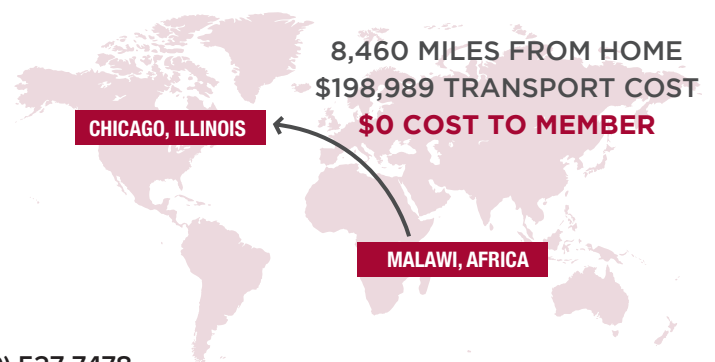 8,460 MILES FROM HOME
$198,989 TRANSPORT COST
$0 COST TO MEMBER
CHICAGO, ILLINOIS
MALAWI, AFRICA